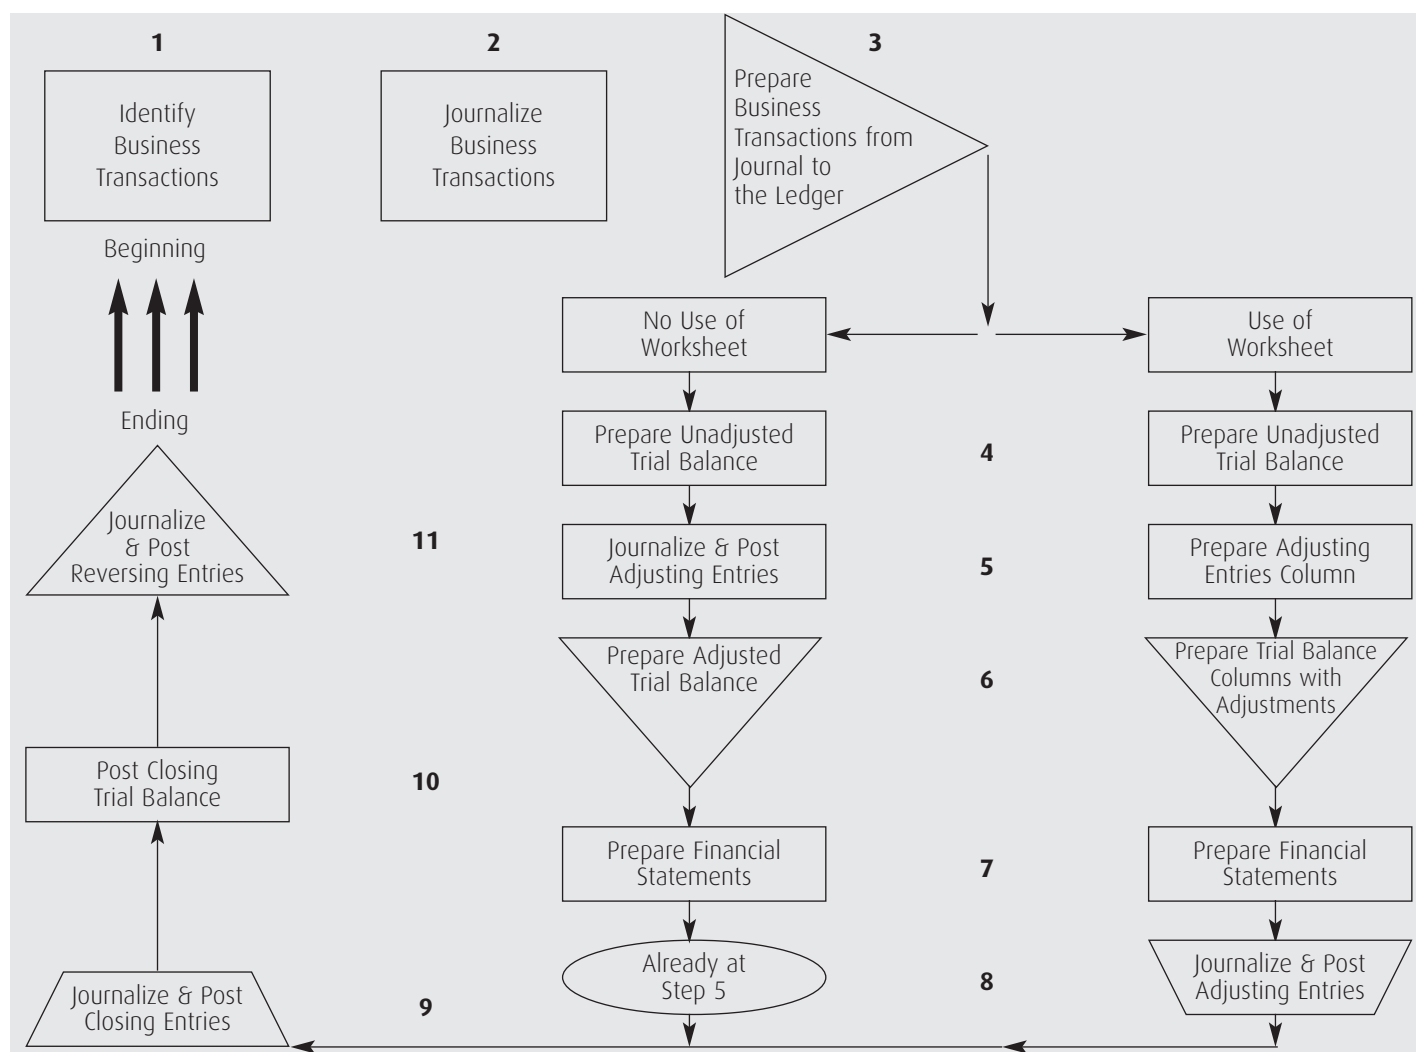 1
2
3
Identify
Business
Transactions
Journalize
Business
Transactions
Prepare
Business
Transactions from
Journal to
the Ledger
Beginning
Ending
No Use of
Worksheet
Use of
Worksheet
Prepare Unadjusted
Trial Balance
4
Prepare Unadjusted
Trial Balance
Journalize
& Post
Reversing Entries
11
Journalize & Post
Adjusting Entries
5
Prepare Adjusting
Entries Column
Prepare Adjusted
Trial Balance
6
Prepare Trial Balance
Columns with
Adjustments
Post Closing
Trial Balance
10
Prepare Financial
Statements
7
Prepare Financial
Statements
Journalize & Post
Closing Entries
9
Already at
Step 5
8
Journalize & Post
Adjusting Entries